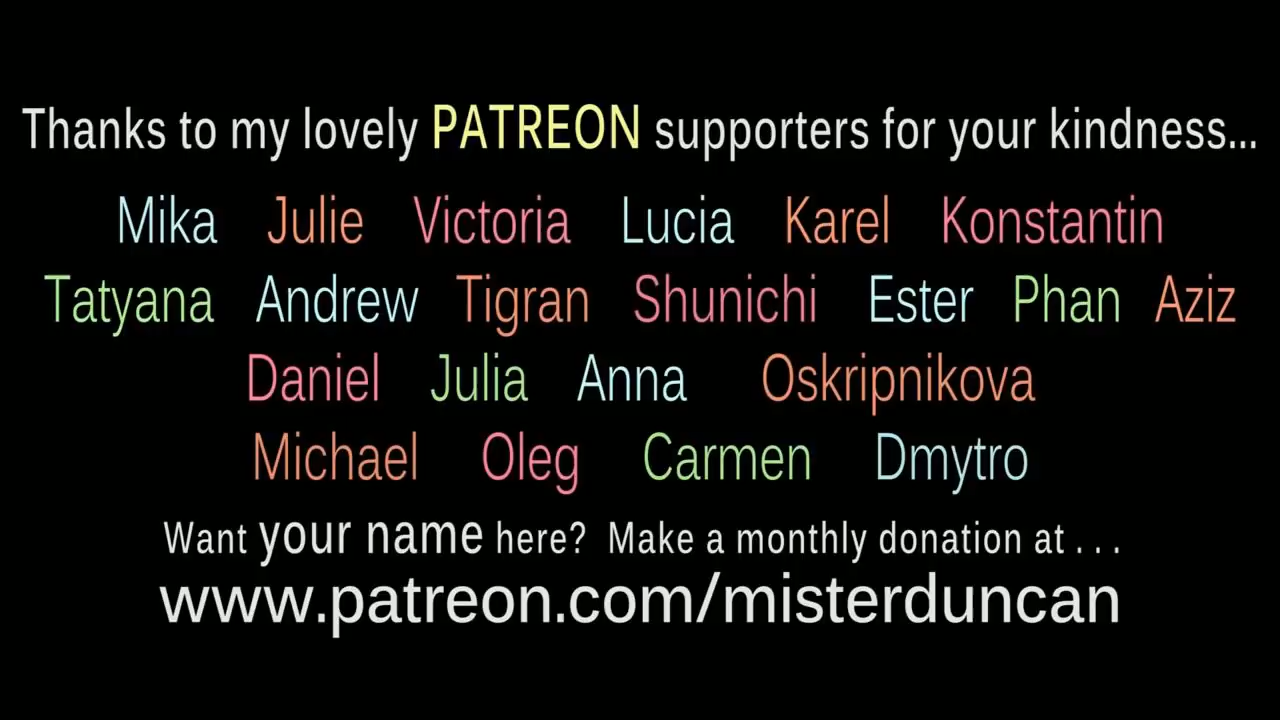 Thanks to my lovely PATREON supporters for your kindness...
Mika Julie Victoria Lucia Karel Konstantin
Tatyana Andrew Tigran Shunichi Ester Phan Aziz
Daniel Julia Anna Oskripnikova
Michael Oleg Carmen Dmytro
Want your name here? Make a monthly donation at . . .
www.patreon.com/misterduncan